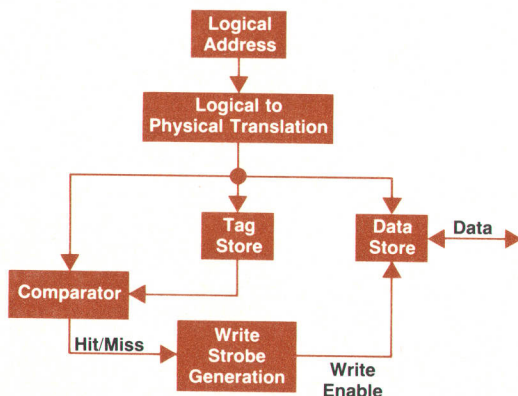 Logical
Address
Logical to
Physical Translation
Tag
Store
Data
Store
Data
Comparator
Hit/Miss
Write
Strobe
Generation
Write
Enable